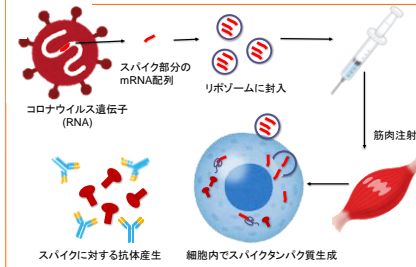 コロナウイルス遺伝子
(RNA)
スパイク部分の
mRNA配列
リポゾームに封入
筋肉注射
細胞内でスパイクタンパク質生成
スパイクに対する抗体産生